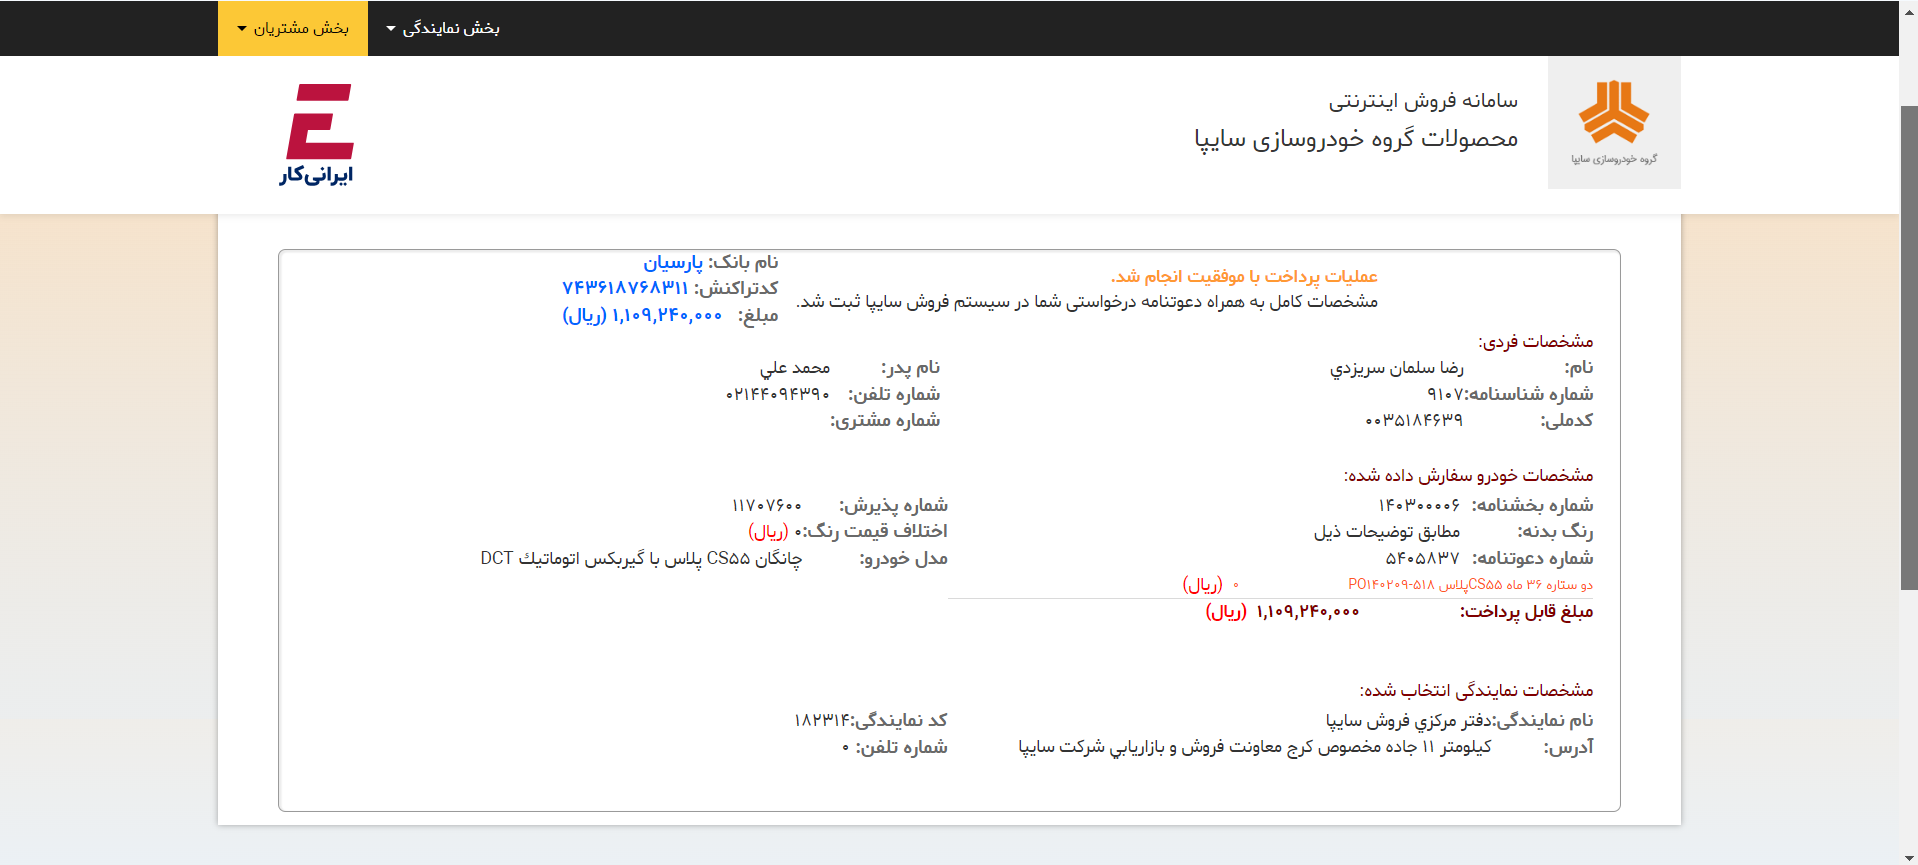 بخش نمایندگی
بخش مشتریان
گروه خودروسازی سایپا
سامانه فروش اینترنتی
محصولات گروه خودروسازی سایپا
ایرانی‌کار
عملیات پرداخت با موفقیت انجام شد.
مشخصات کامل به همراه دعوتنامه درخواستی شما در سیستم فروش سایپا ثبت شد.
نام بانک: پارسیان
کدتراکنش: ۷۴۳۶۱۸۷۶۸۳۱۱
مبلغ: ۱,۱۰۹,۲۴۰,۰۰۰ (ریال)
مشخصات فردی:
نام: رضا سلمان سريزدي نام پدر: محمد علي
شماره شناسنامه:۹۱۰۷ شماره تلفن: ۰۲۱۴۴۰۹۴۳۹۰
کدملی: ۰۰۳۵۱۸۴۶۳۹ شماره مشتری:
مشخصات خودرو سفارش داده شده:
شماره بخشنامه: ۱۴۰۳۰۰۰۰۶ شماره پذیرش: ۱۱۷۰۷۶۰۰
رنگ بدنه: مطابق توضیحات ذیل اختلاف قیمت رنگ:۰ (ریال)
شماره دعوتنامه: ۵۴۰۵۸۳۷ مدل خودرو: چانگان CS۵۵ پلاس با گیربکس اتوماتيك DCT
دو ستاره ۳۶ ماه CS۵۵پلاس PO۱۴۰۲۰۹-۵۱۸ ۰ (ریال)
مبلغ قابل پرداخت: ۱,۱۰۹,۲۴۰,۰۰۰ (ریال)
مشخصات نمایندگی انتخاب شده:
نام نمایندگی:دفتر مركزي فروش سايپا کد نمایندگی:۱۸۲۳۱۴
آدرس: کیلومتر ۱۱ جاده مخصوص کرج معاونت فروش و بازاريابي شرکت سايپا شماره تلفن: ۰